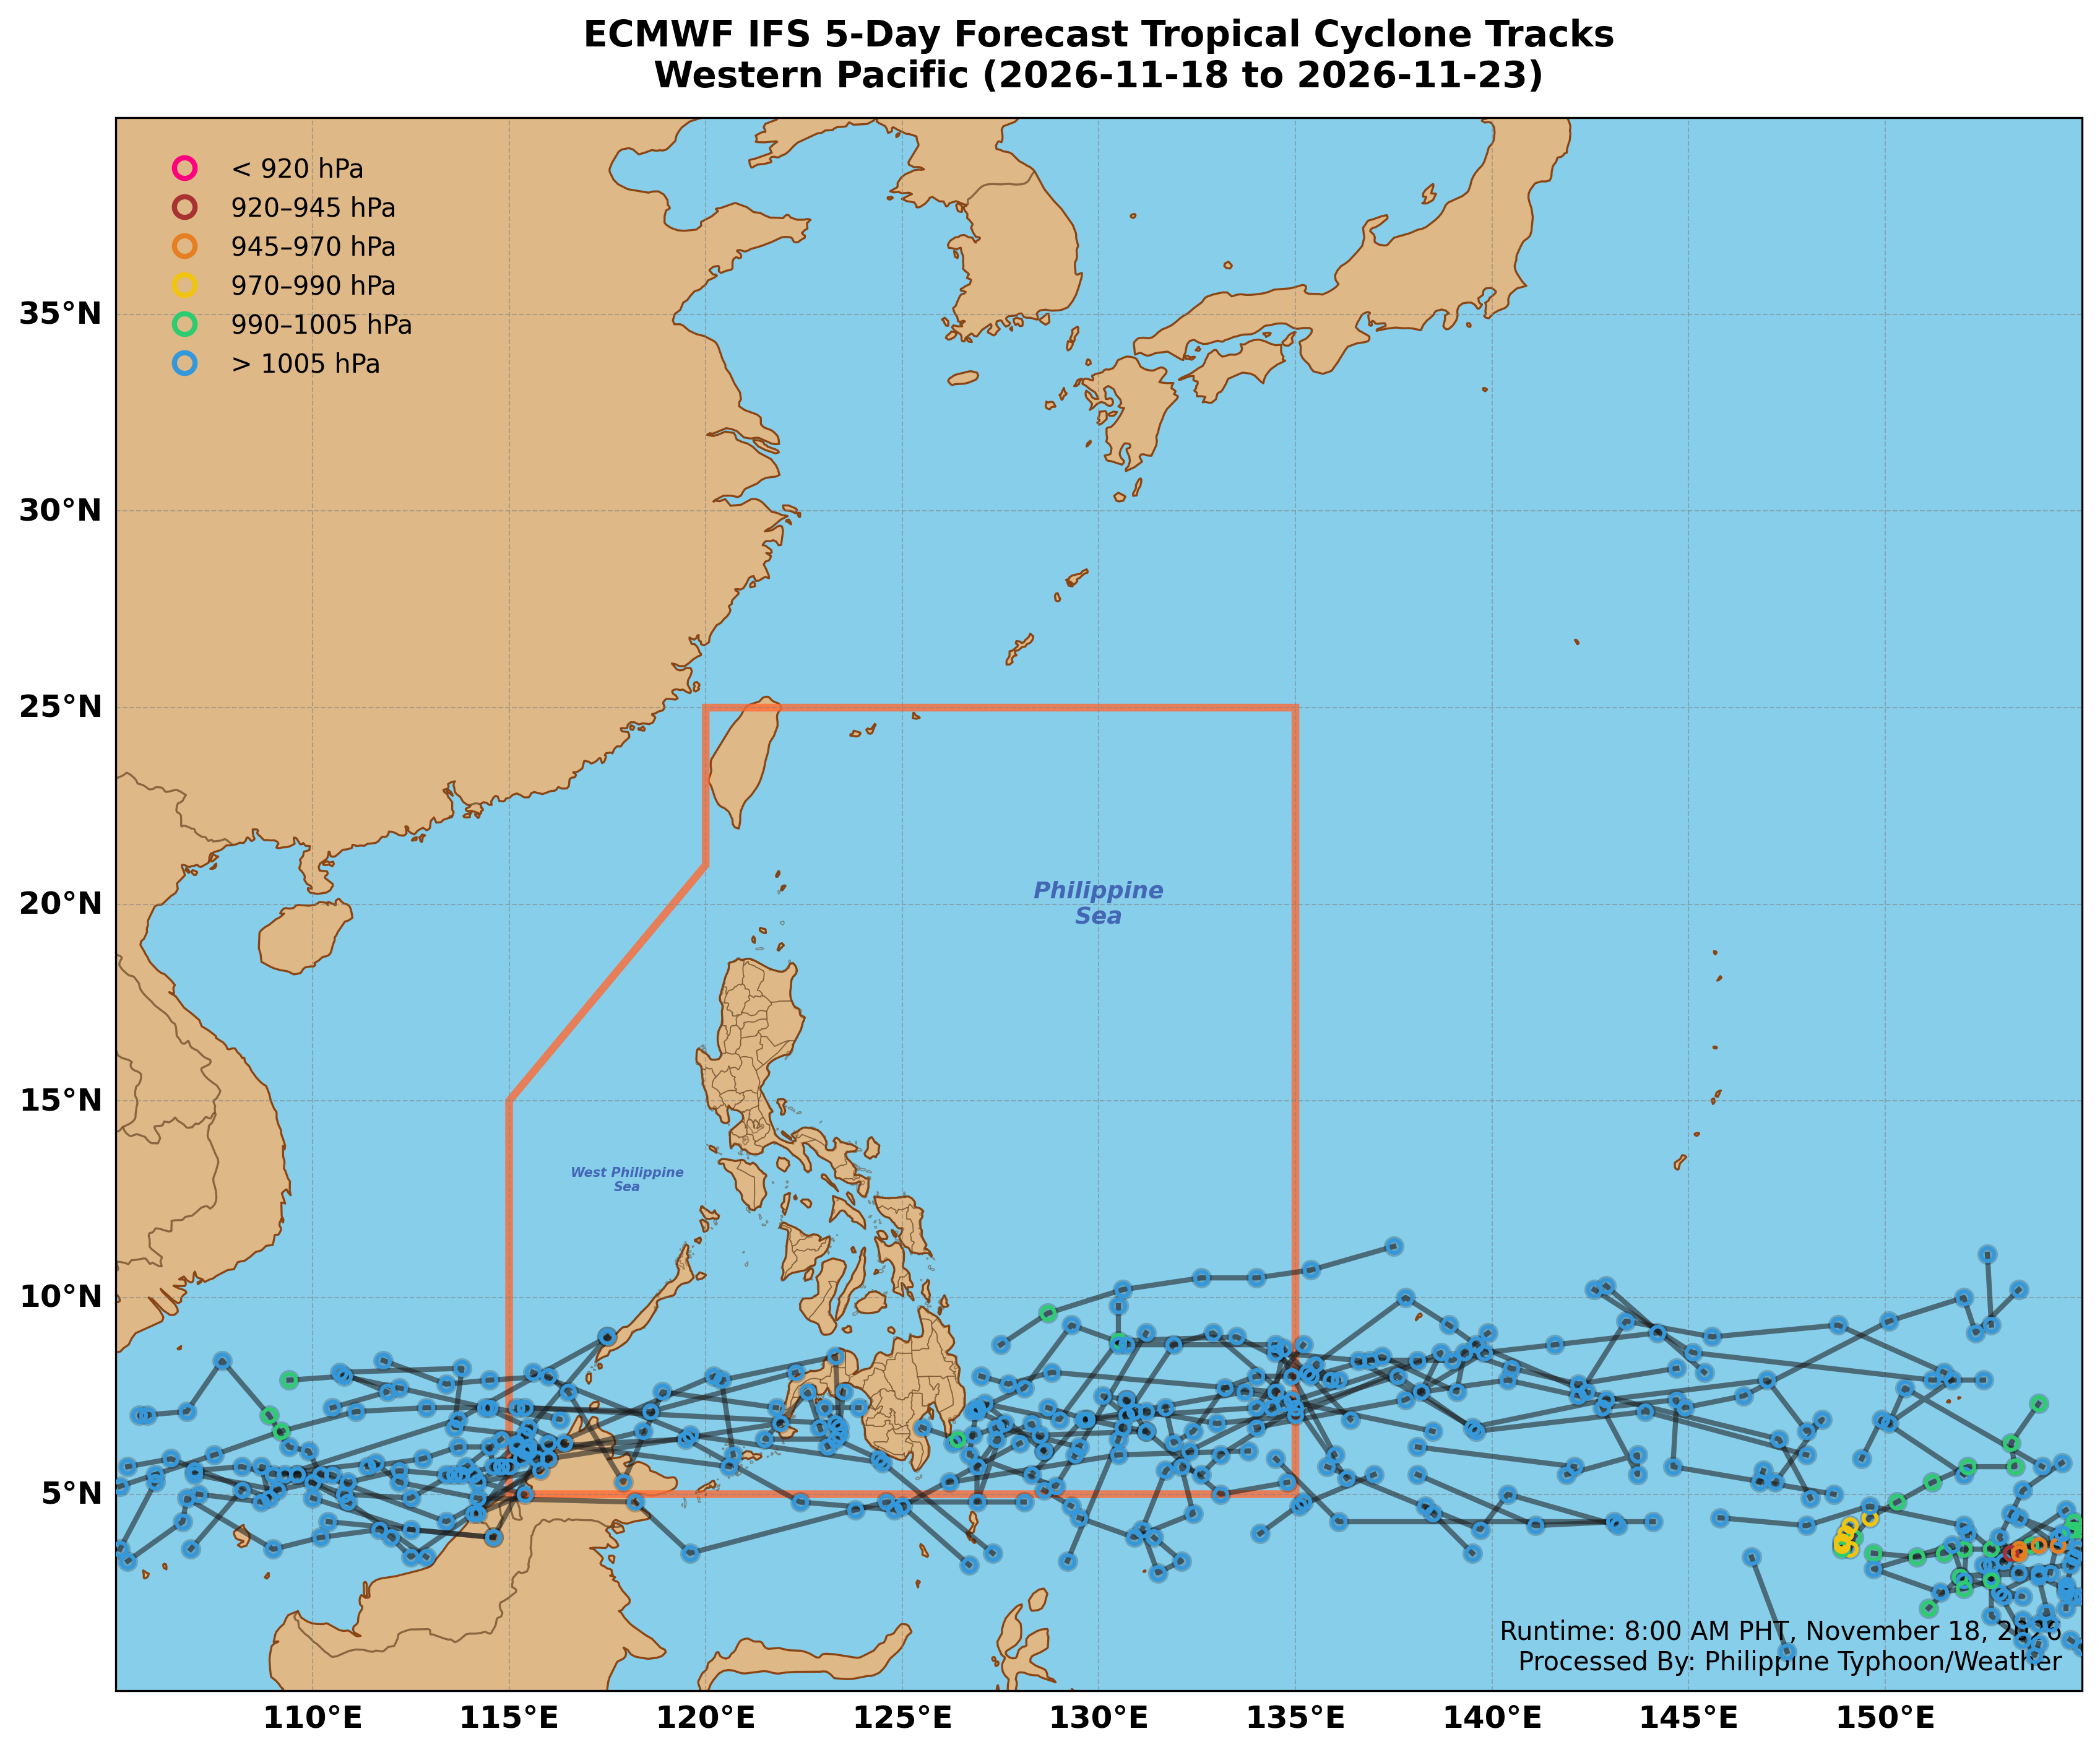 ECMWF IFS 5-Day Forecast Tropical Cyclone Tracks
Western Pacific (2026-11-18 to 2026-11-23)
< 920 hPa
920–945 hPa
945–970 hPa
970–990 hPa
990–1005 hPa
> 1005 hPa
35°N
30°N
25°N
20°N
15°N
10°N
5°N
Philippine
Sea
West Philippine
Sea
Runtime: 8:00 AM PHT, November 18, 2026
Processed By: Philippine Typhoon/Weather
110°E
115°E
120°E
125°E
130°E
135°E
140°E
145°E
150°E